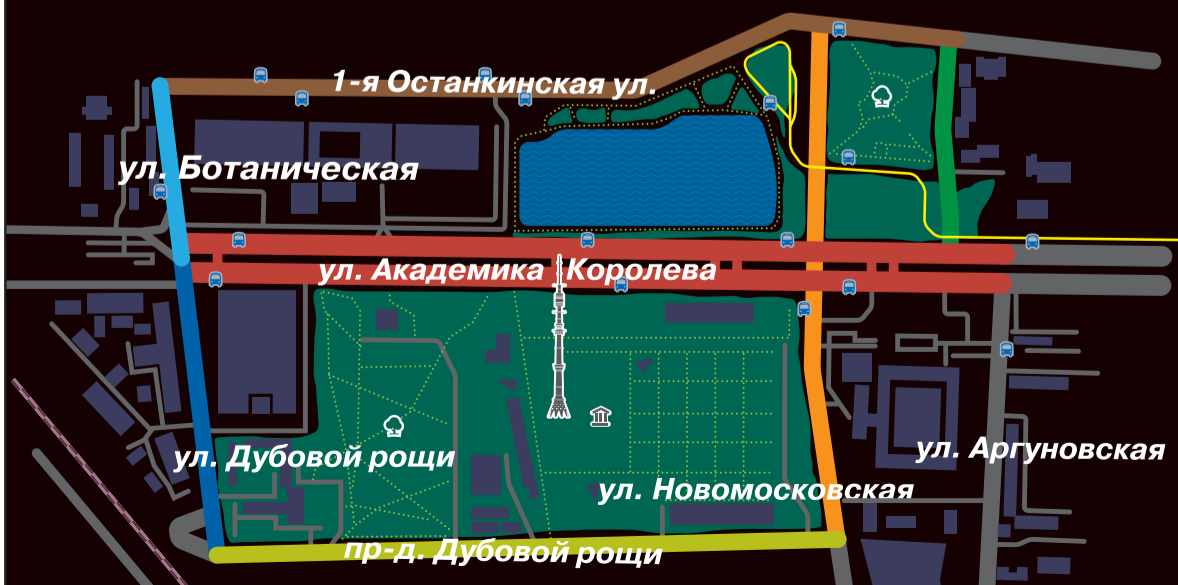 1-я Останкинская ул.
ул. Ботаническая
ул. Академика Королева
ул. Аргуновская
ул. Дубовой рощи
ул. Новомосковская
пр-д. Дубовой рощи